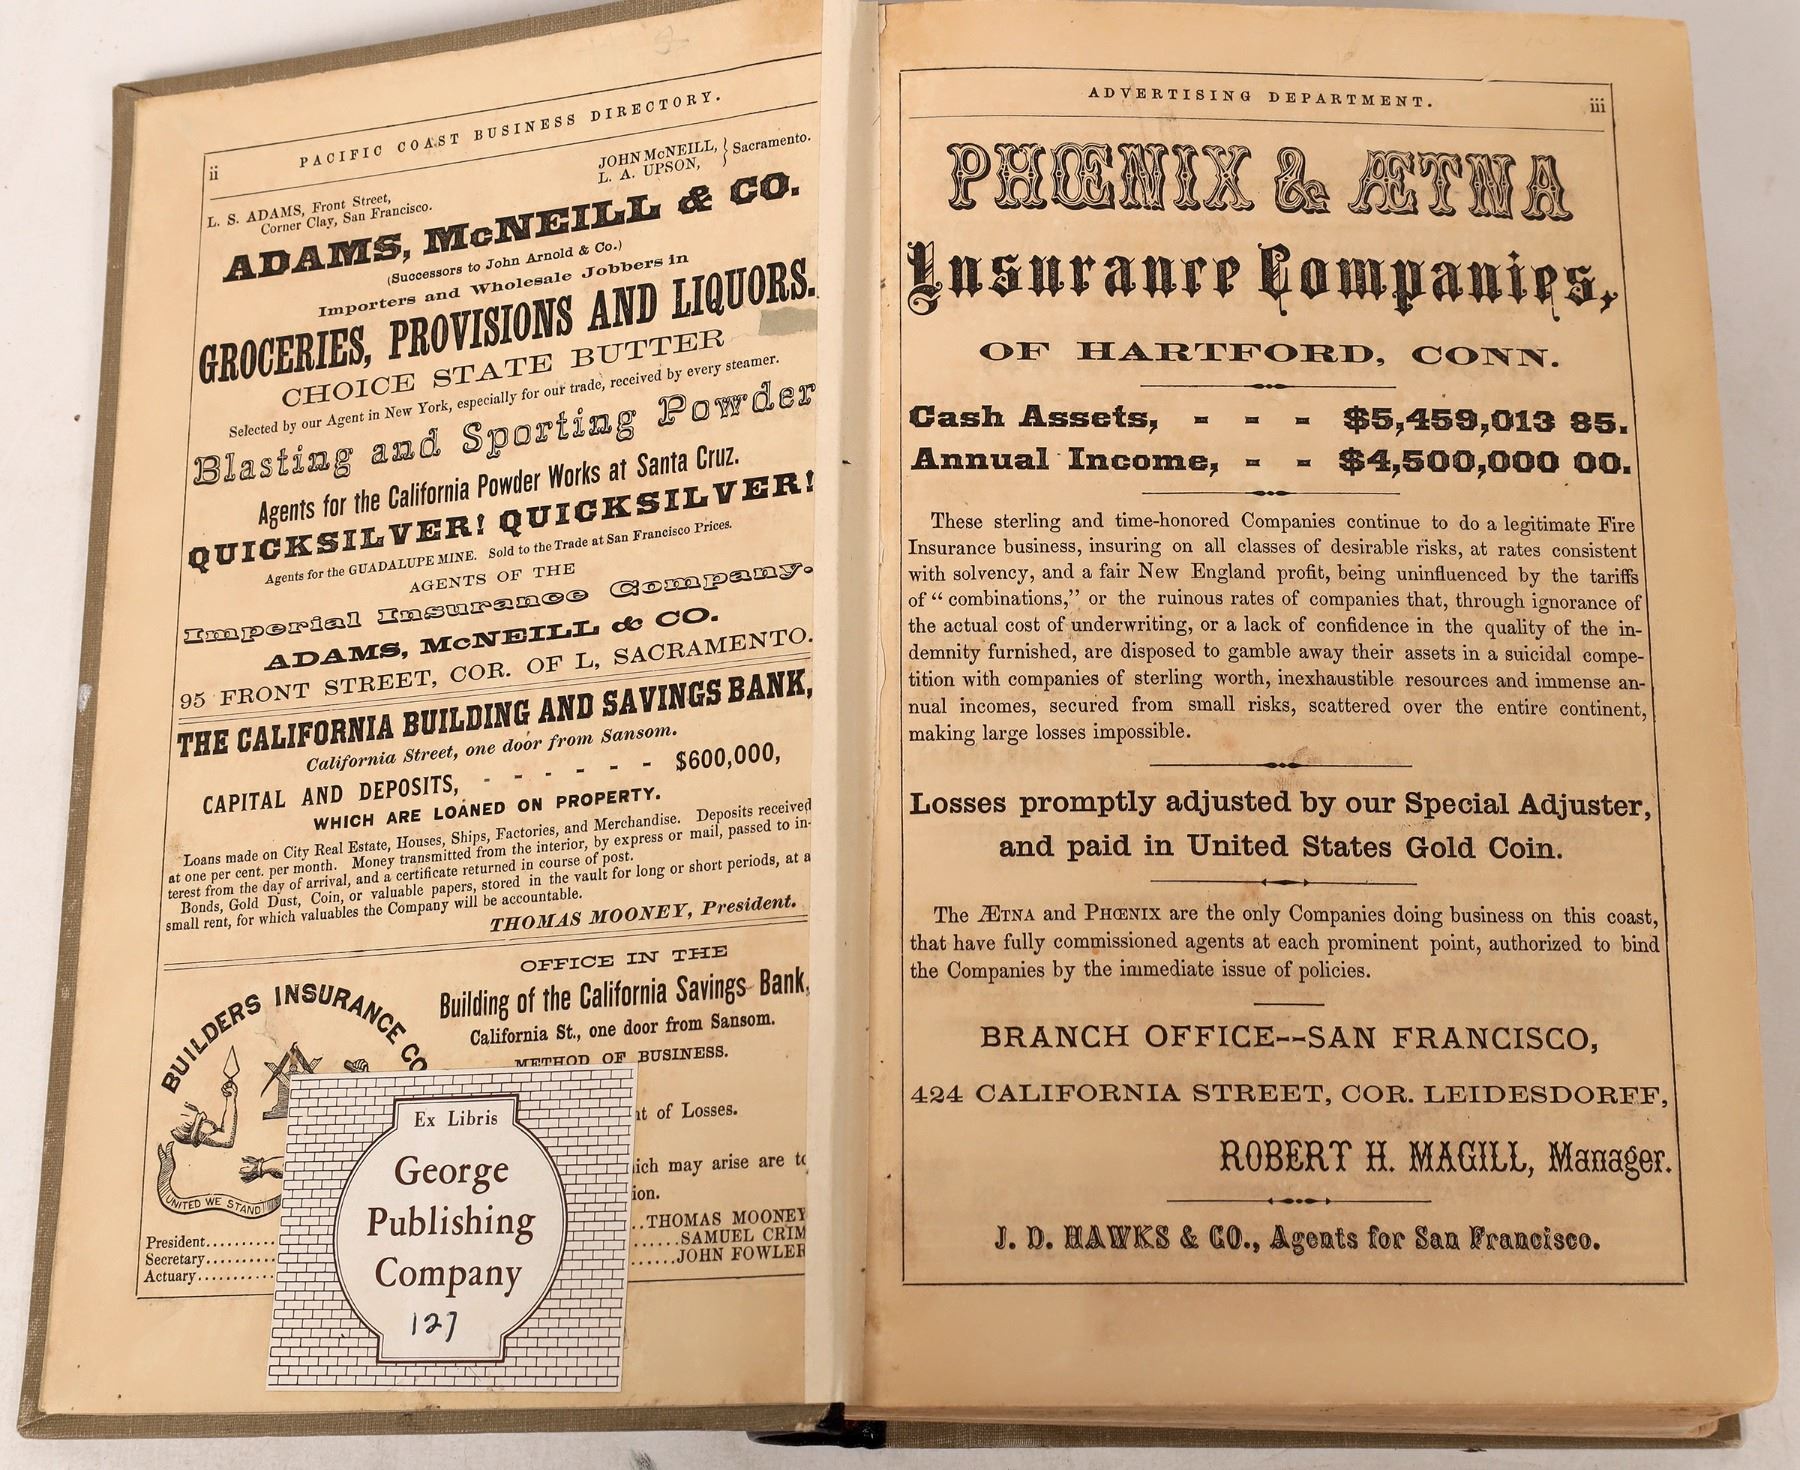 PACIFIC COAST BUSINESS DIRECTORY.
ii
JOHN McNEILL, } Sacramento.
L. A. UPSON,
L. S. ADAMS, Front Street,
Corner Clay, San Francisco.
ADAMS, McNEILL & CO.
(Successors to John Arnold & Co.)
Importers and Wholesale Jobbers in
GROCERIES, PROVISIONS AND LIQUORS.
CHOICE STATE BUTTER
Selected by our Agent in New York, especially for our trade, received by every steamer.
Blasting and Sporting Powder
Agents for the California Powder Works at Santa Cruz.
QUICKSILVER! QUICKSILVER!
Agents for the GUADALUPE MINE. Sold to the Trade at San Francisco Prices.
AGENTS OF THE
Imperial Insurance Company.
ADAMS, McNEILL & CO.
95 FRONT STREET, COR. OF L, SACRAMENTO.
THE CALIFORNIA BUILDING AND SAVINGS BANK,
California Street, one door from Sansom.
CAPITAL AND DEPOSITS, - - - - - - $600,000,
WHICH ARE LOANED ON PROPERTY.
Loans made on City Real Estate, Houses, Ships, Factories, and Merchandise. Deposits received
at one per cent. per month. Money transmitted from the interior, by express or mail, passed to in-
terest from the day of arrival, and a certificate returned in course of post.
Bonds, Gold Dust, Coin, or valuable papers, stored in the vault for long or short periods, at a
small rent, for which valuables the Company will be accountable.
THOMAS MOONEY, President.
BUILDERS INSURANCE CO
UNITED WE STAND
OFFICE IN THE
Building of the California Savings Bank,
California St., one door from Sansom.
METHOD OF BUSINESS.
nt of Losses.
ich may arise are to
ion.
President..........
..THOMAS MOONEY
Secretary..........
......SAMUEL CRIM
Actuary...........
......JOHN FOWLER
Ex Libris
George
Publishing
Company
127
ADVERTISING DEPARTMENT.
iii
PHŒNIX & ÆTNA
Insurance Companies,
OF HARTFORD, CONN.
Cash Assets, - - - $5,459,013 85.
Annual Income, - - $4,500,000 00.
These sterling and time-honored Companies continue to do a legitimate Fire
Insurance business, insuring on all classes of desirable risks, at rates consistent
with solvency, and a fair New England profit, being uninfluenced by the tariffs
of "combinations," or the ruinous rates of companies that, through ignorance of
the actual cost of underwriting, or a lack of confidence in the quality of the in-
demnity furnished, are disposed to gamble away their assets in a suicidal compe-
tition with companies of sterling worth, inexhaustible resources and immense an-
nual incomes, secured from small risks, scattered over the entire continent,
making large losses impossible.
Losses promptly adjusted by our Special Adjuster,
and paid in United States Gold Coin.
The ÆTNA and PHŒNIX are the only Companies doing business on this coast,
that have fully commissioned agents at each prominent point, authorized to bind
the Companies by the immediate issue of policies.
BRANCH OFFICE--SAN FRANCISCO,
424 CALIFORNIA STREET, COR. LEIDESDORFF,
ROBERT H. MAGILL, Manager.
J. D. HAWKS & CO., Agents for San Francisco.